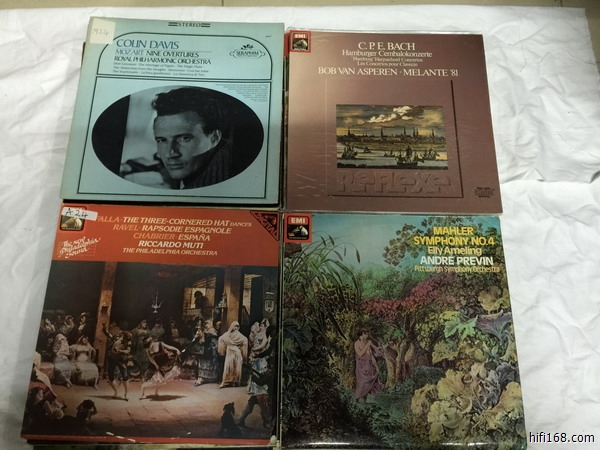 STEREO
SERAPHIM
COLIN DAVIS
MOZART: NINE OVERTURES
ROYAL PHILHARMONIC ORCHESTRA
EMI
C.P.E. BACH
Hamburger Cembalokonzerte
Hamburg Harpsichord Concertos
Les Concertos pour Clavecin
BOB VAN ASPEREN · MELANTE '81
REFLEXE
A-24
FALLA · THE THREE-CORNERED HAT DANCES
RAVEL · RAPSODIE ESPAGNOLE
CHABRIER · ESPAÑA
RICCARDO MUTI
THE PHILADELPHIA ORCHESTRA
The new
Philadelphia
Sound
EMI
MAHLER
SYMPHONY NO.4
Elly Ameling
ANDRÉ PREVIN
Pittsburgh Symphony Orchestra
hifi168.com